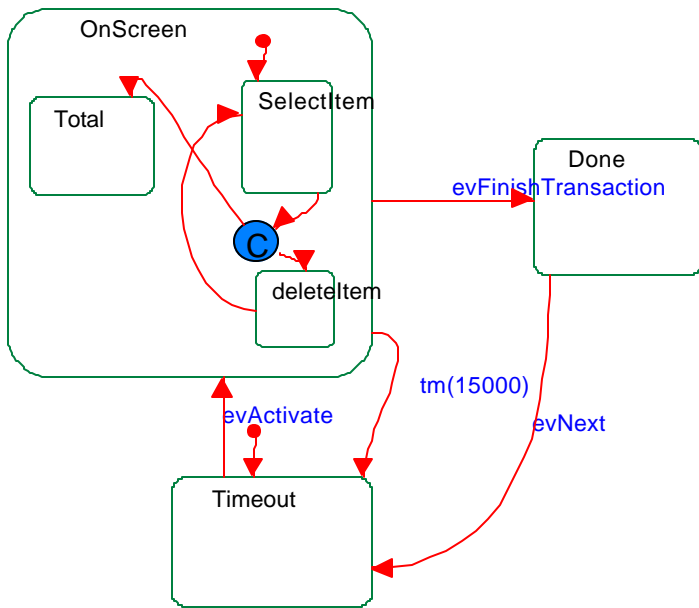 OnScreen
SelectItem
Total
Done
evFinishTransaction
C
deleteItem
tm(15000)
evActivate
evNext
Timeout